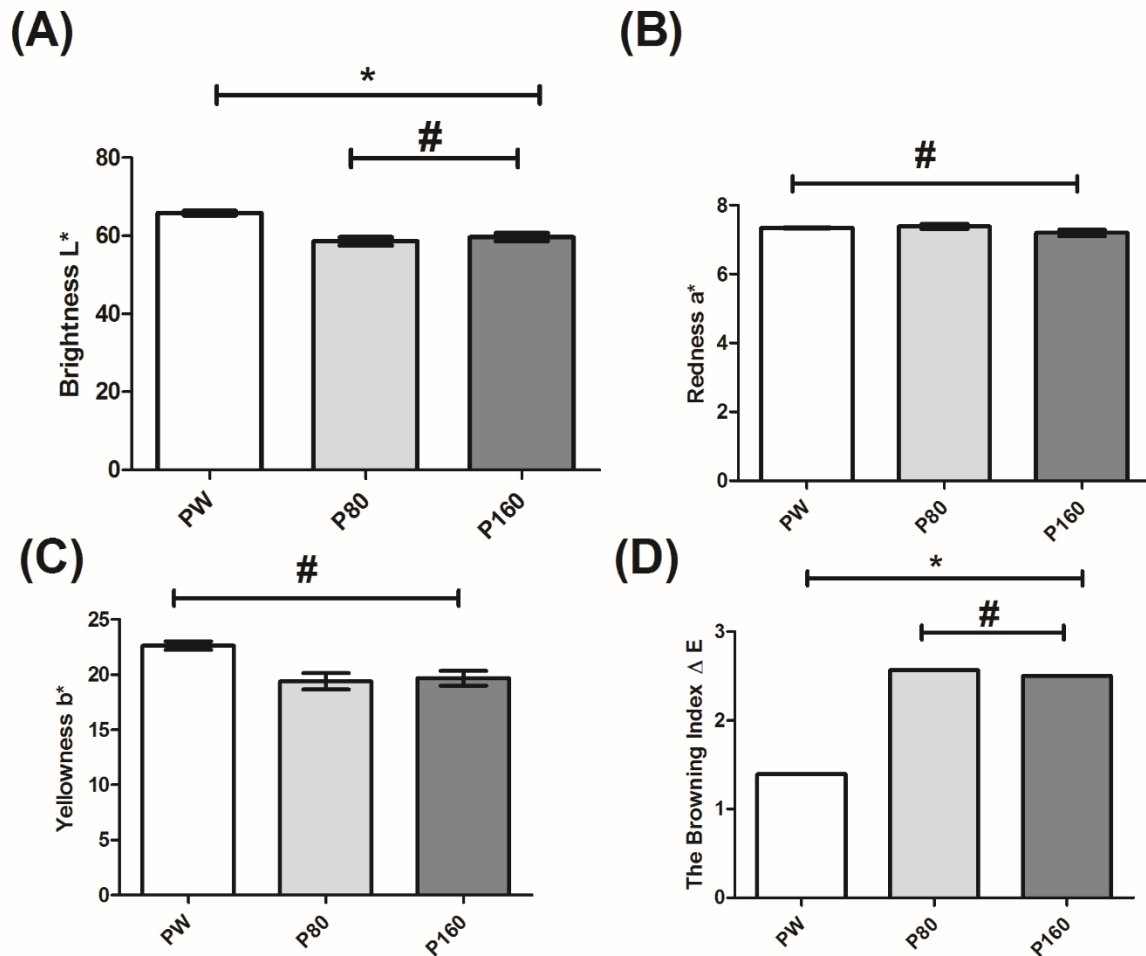 (A)
*
#
Brightness L*
80
60
40
20
0
PW
P80
P160
(B)
#
Redness a*
8
6
4
2
0
PW
P80
P160
(C)
#
Yellowness b*
25
20
15
10
5
0
PW
P80
P160
(D)
*
#
The Browning Index Δ E
3
2
1
0
PW
P80
P160